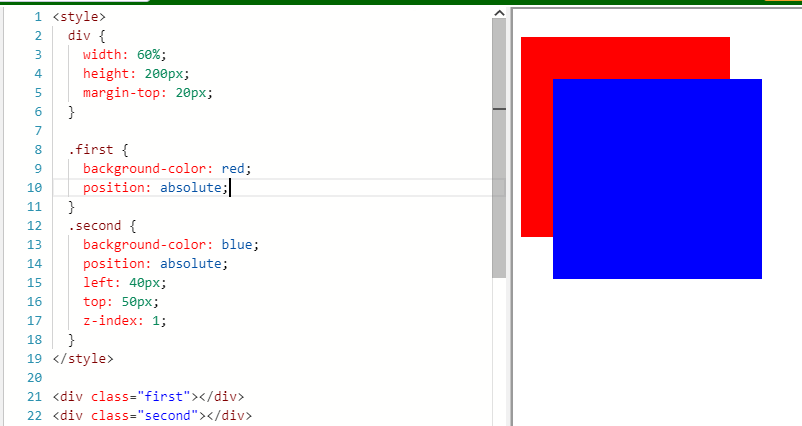 1 <style>
2 div {
3 width: 60%;
4 height: 200px;
5 margin-top: 20px;
6 }
7
8 .first {
9 background-color: red;
10 position: absolute;
11 }
12 .second {
13 background-color: blue;
14 position: absolute;
15 left: 40px;
16 top: 50px;
17 z-index: 1;
18 }
19 </style>
20
21 <div class="first"></div>
22 <div class="second"></div>